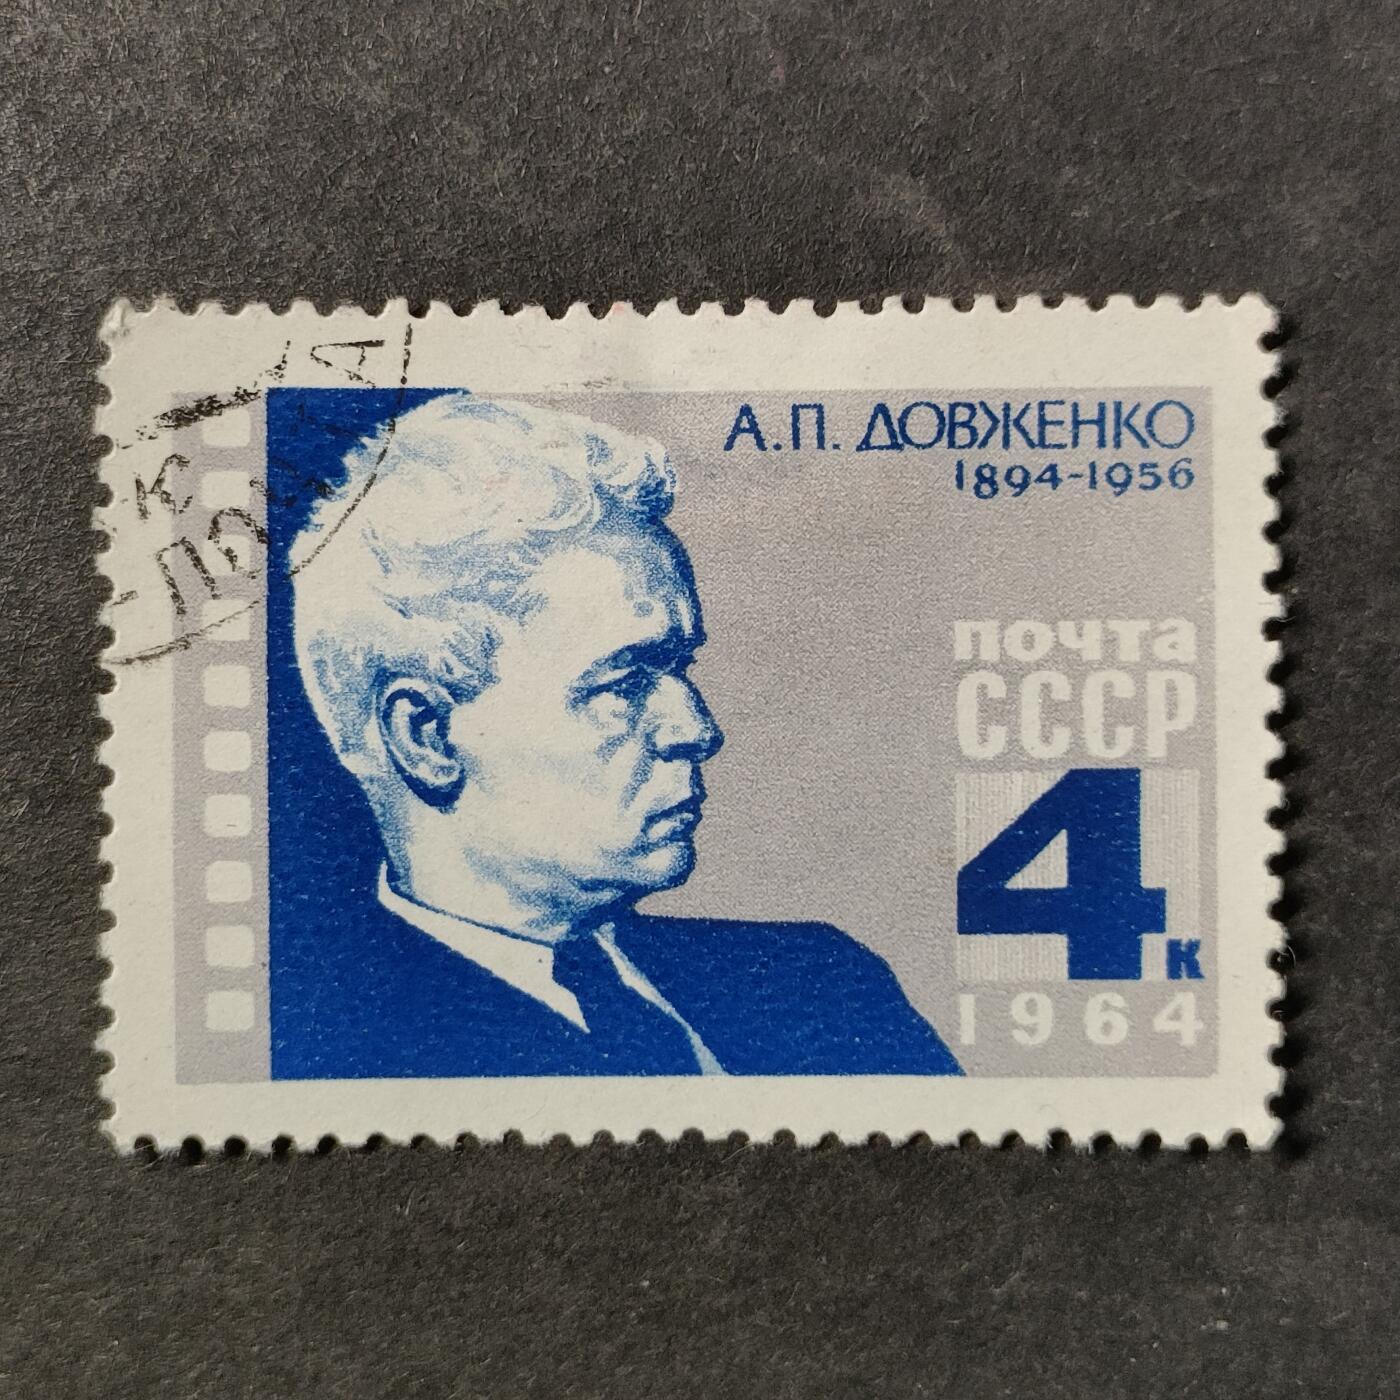 А.П. ДОВЖЕНКО
1894-1956
почта
СССР
4к
1964